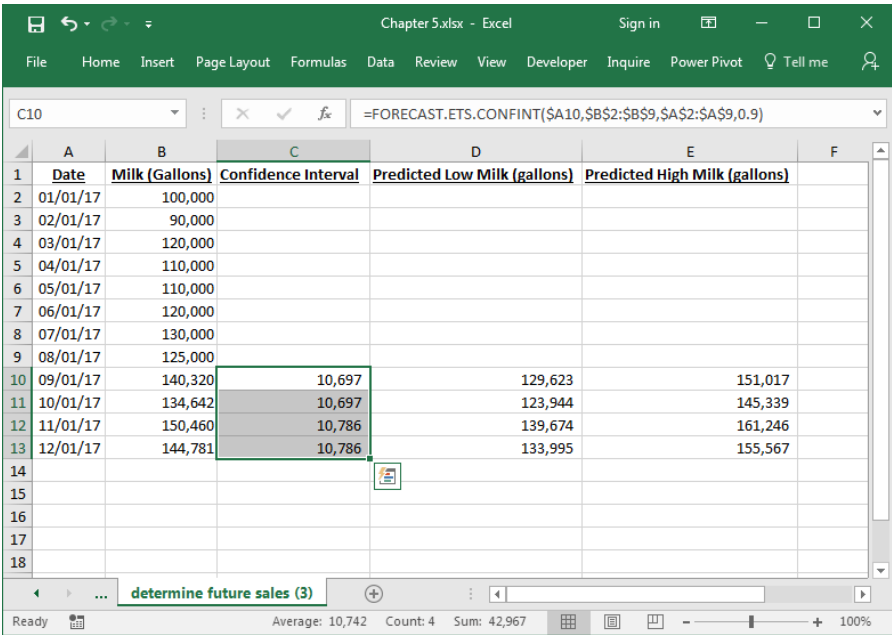 Chapter 5.xlsx - Excel Sign in
File Home Insert Page Layout Formulas Data Review View Developer Inquire Power Pivot Tell me
C10 fx =FORECAST.ETS.CONFINT($A10,$B$2:$B$9,$A$2:$A$9,0.9)
A B C D E F
1 Date Milk (Gallons) Confidence Interval Predicted Low Milk (gallons) Predicted High Milk (gallons)
2 01/01/17 100,000
3 02/01/17 90,000
4 03/01/17 120,000
5 04/01/17 110,000
6 05/01/17 110,000
7 06/01/17 120,000
8 07/01/17 130,000
9 08/01/17 125,000
10 09/01/17 140,320 10,697 129,623 151,017
11 10/01/17 134,642 10,697 123,944 145,339
12 11/01/17 150,460 10,786 139,674 161,246
13 12/01/17 144,781 10,786 133,995 155,567
14
15
16
17
18
... determine future sales (3)
Ready Average: 10,742 Count: 4 Sum: 42,967 100%